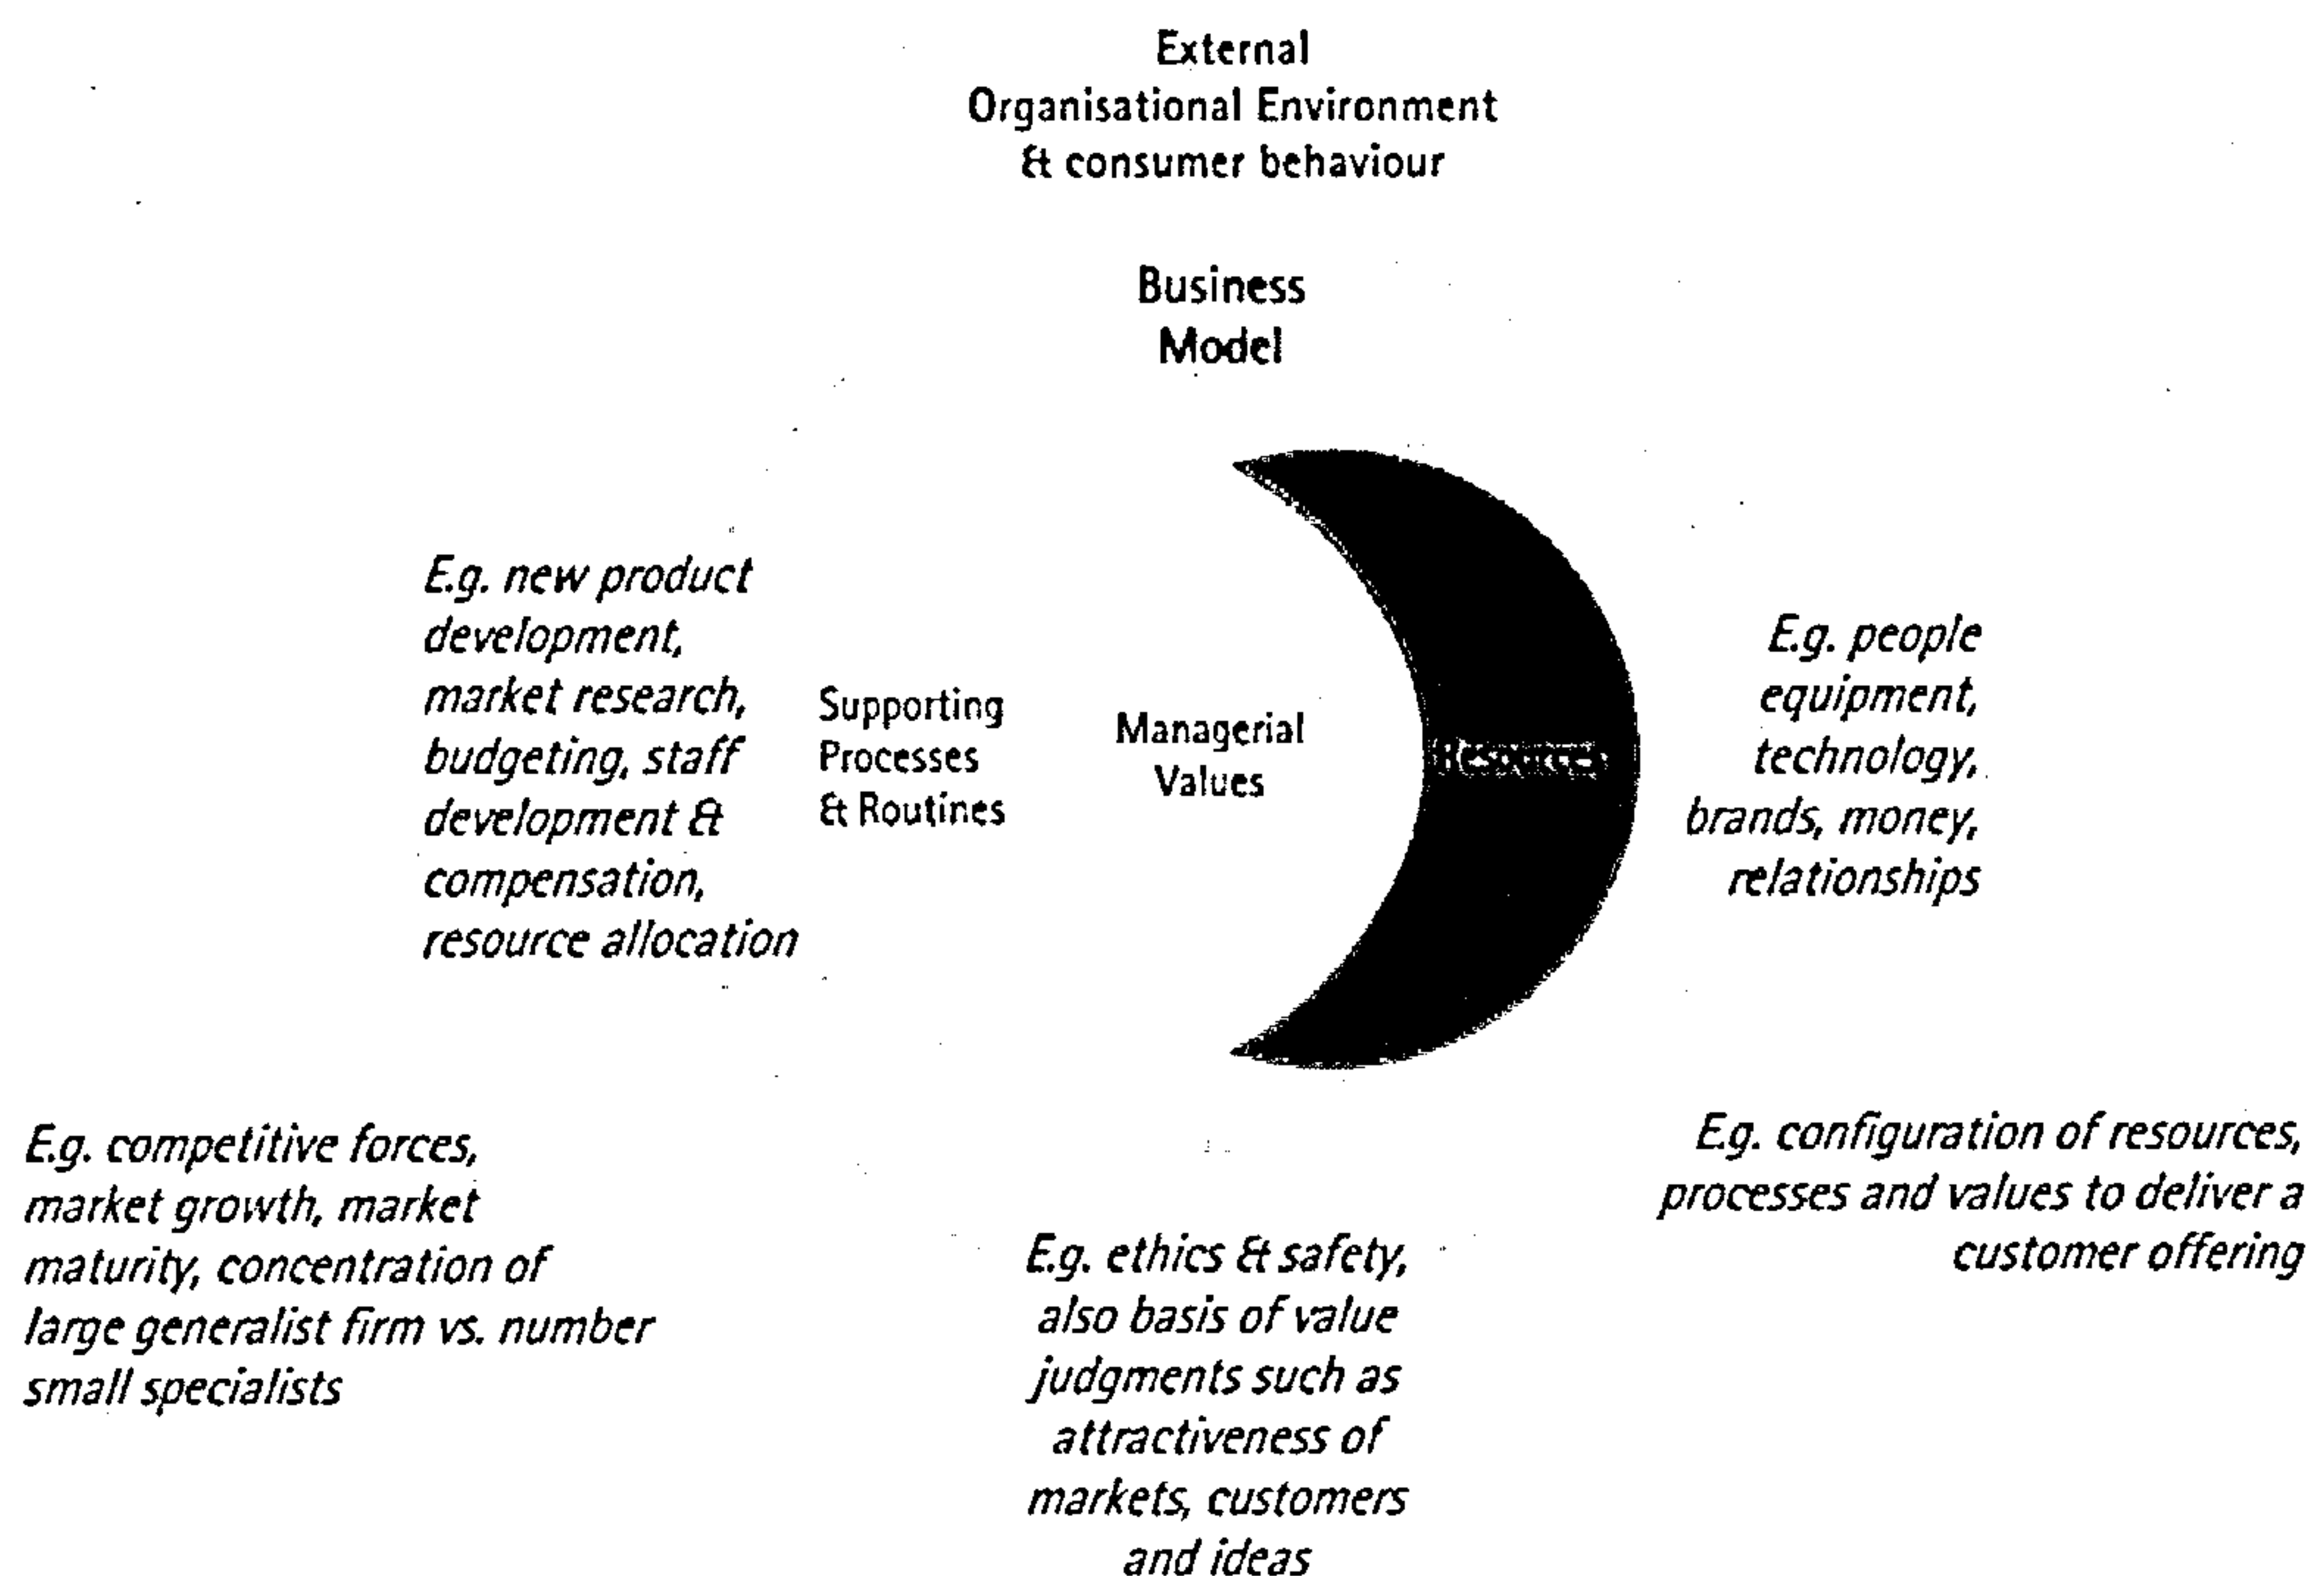 External
Organisational Environment
& consumer behaviour
Business
Model
E.g. new product
development,
market research,
budgeting, staff
development &
compensation,
resource allocation
Supporting
Processes
& Routines
Managerial
Values
Resources
E.g. people
equipment,
technology,
brands, money,
relationships
E.g. competitive forces,
market growth, market
maturity, concentration of
large generalist firm vs. number
small specialists
E.g. ethics & safety,
also basis of value
judgments such as
attractiveness of
markets, customers
and ideas
E.g. configuration of resources,
processes and values to deliver a
customer offering